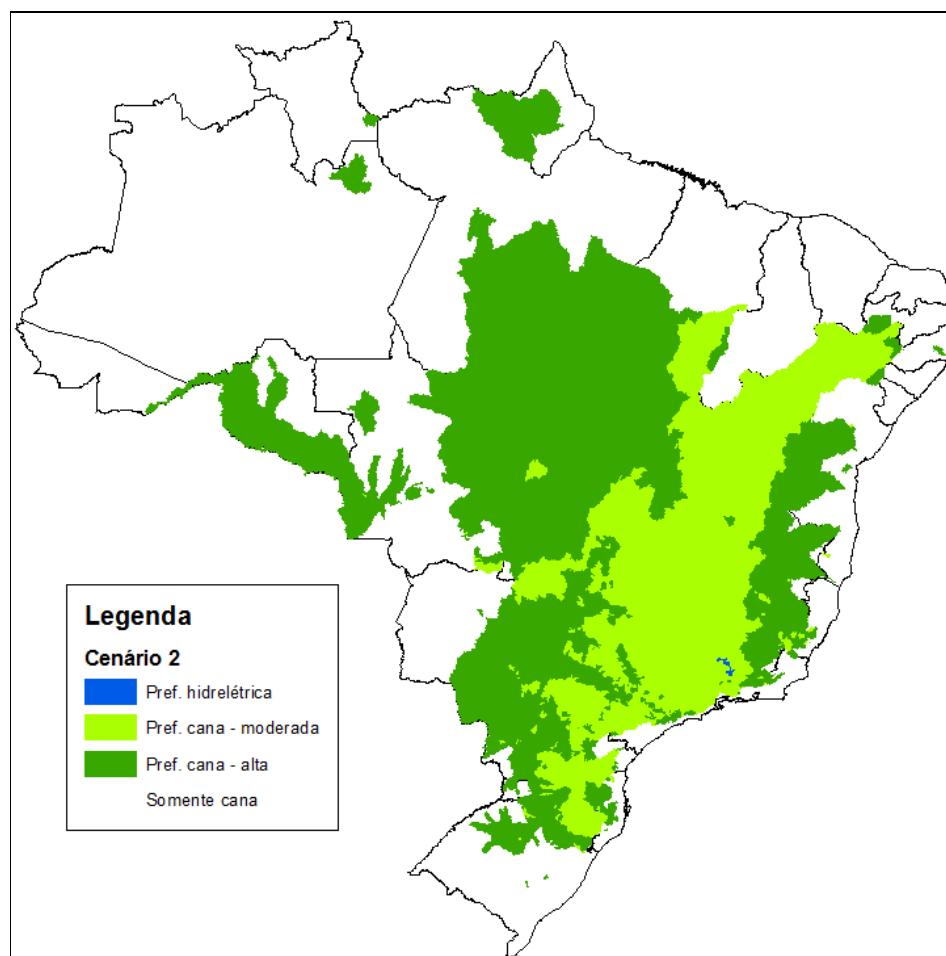 Legenda
Cenário 2
Pref. hidrelétrica
Pref. cana - moderada
Pref. cana - alta
Somente cana